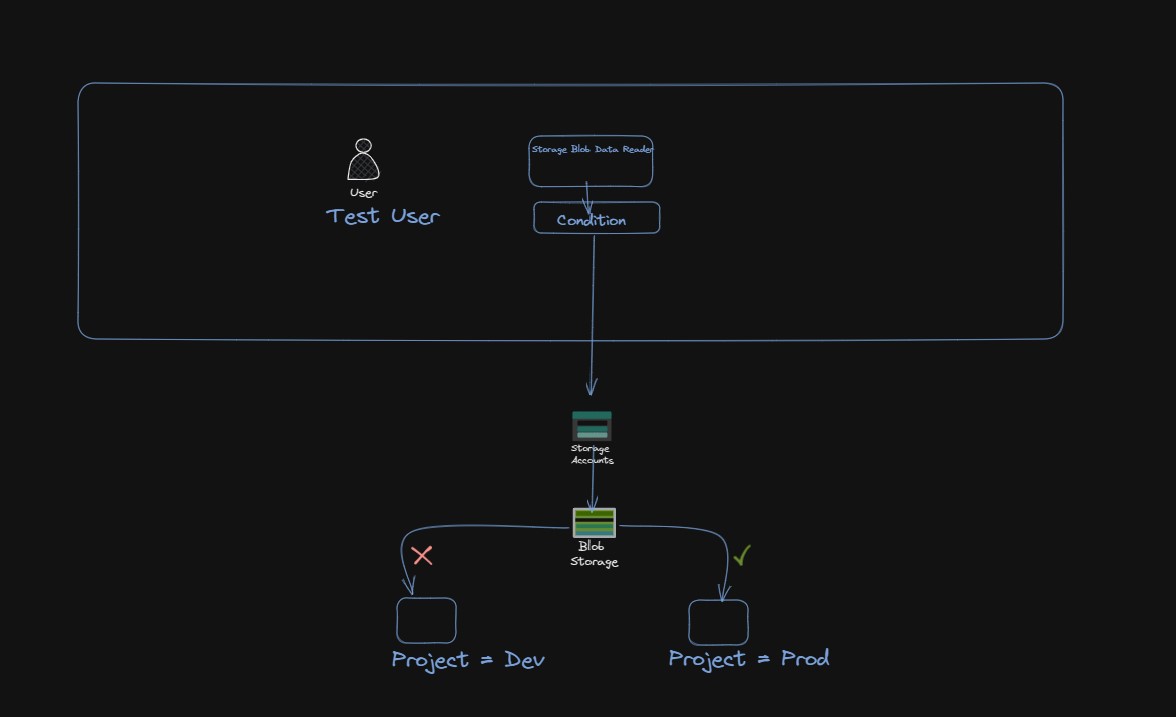 Storage Blob Data Reader
User
Test User
Condition
Storage
Accounts
Blob
Storage
Project = Dev
Project = Prod